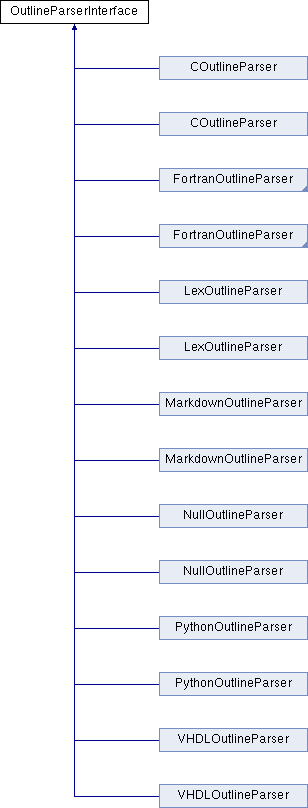 OutlineParserInterface
COutlineParser
COutlineParser
FortranOutlineParser
FortranOutlineParser
LexOutlineParser
LexOutlineParser
MarkdownOutlineParser
MarkdownOutlineParser
NullOutlineParser
NullOutlineParser
PythonOutlineParser
PythonOutlineParser
VHDLOutlineParser
VHDLOutlineParser